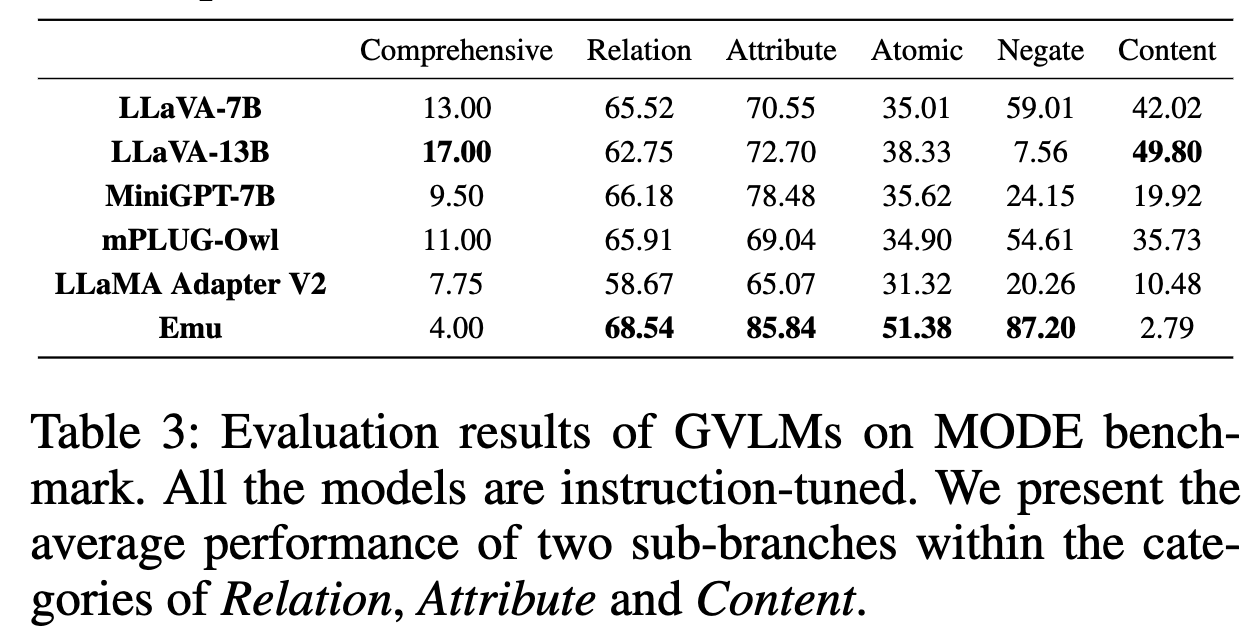 Comprehensive Relation Attribute Atomic Negate Content
LLaVA-7B 13.00 65.52 70.55 35.01 59.01 42.02
LLaVA-13B 17.00 62.75 72.70 38.33 7.56 49.80
MiniGPT-7B 9.50 66.18 78.48 35.62 24.15 19.92
mPLUG-Owl 11.00 65.91 69.04 34.90 54.61 35.73
LLaMA Adapter V2 7.75 58.67 65.07 31.32 20.26 10.48
Emu 4.00 68.54 85.84 51.38 87.20 2.79
Table 3: Evaluation results of GVLMs on MODE bench-
mark. All the models are instruction-tuned. We present the
average performance of two sub-branches within the cate-
gories of Relation, Attribute and Content.